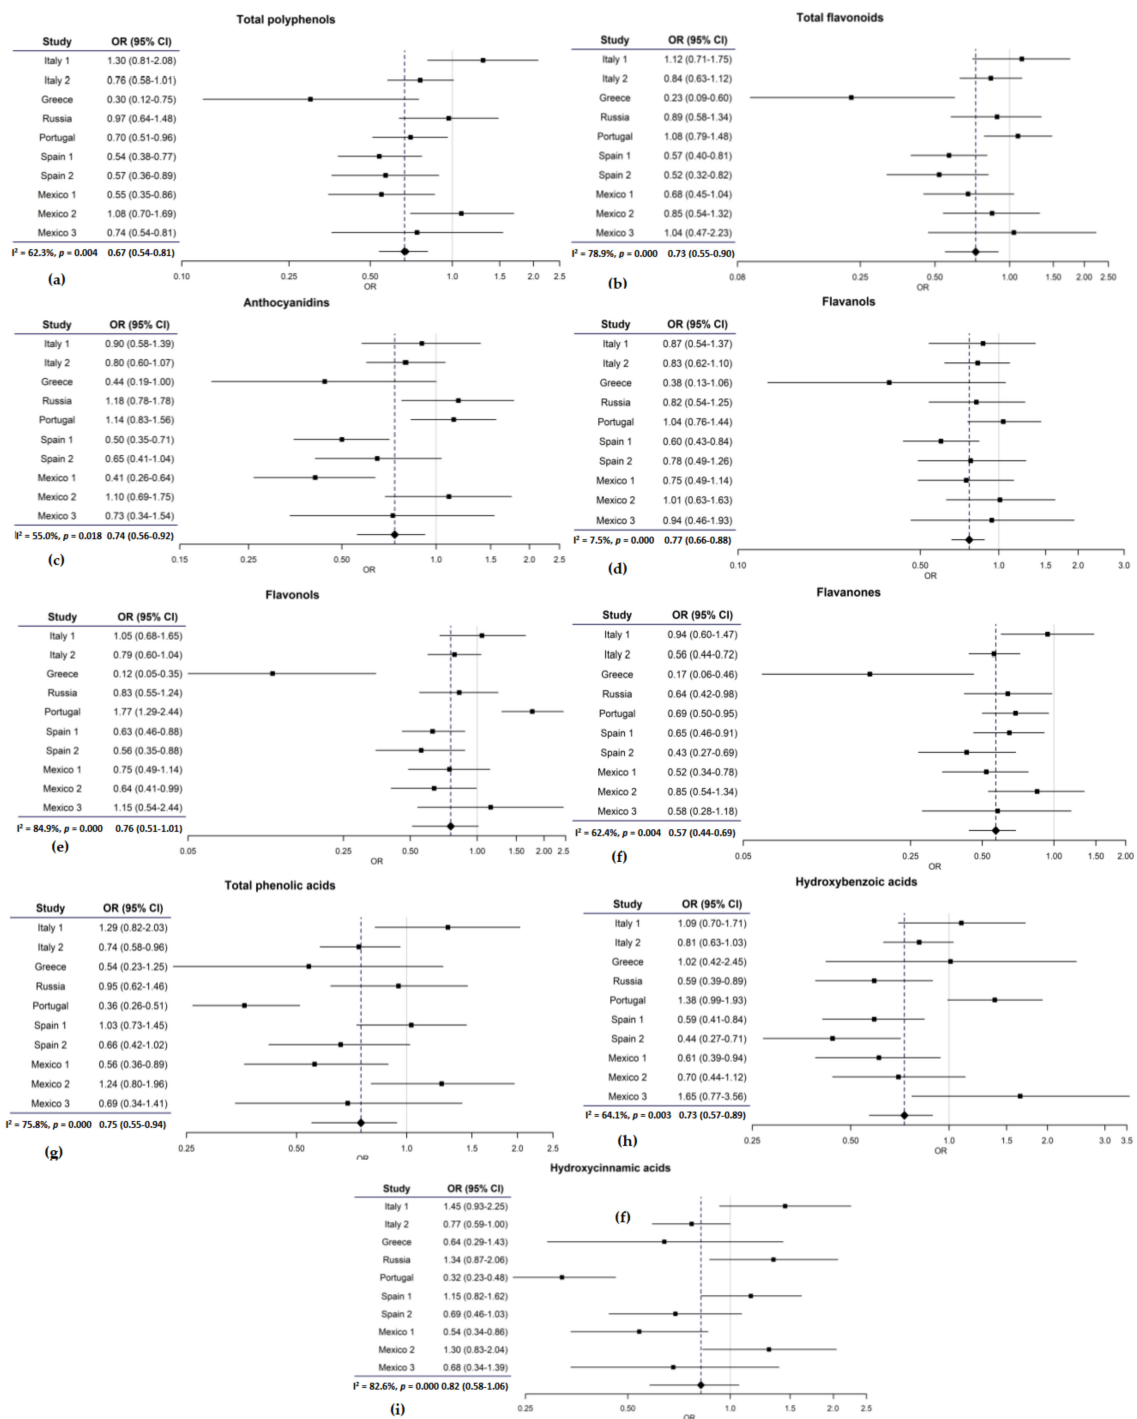 Total polyphenols
Study OR (95% CI)
Italy 1 1.30 (0.81-2.08)
Italy 2 0.76 (0.58-1.01)
Greece 0.30 (0.12-0.75)
Russia 0.97 (0.64-1.48)
Portugal 0.70 (0.51-0.96)
Spain 1 0.54 (0.38-0.77)
Spain 2 0.57 (0.36-0.89)
Mexico 1 0.55 (0.35-0.86)
Mexico 2 1.08 (0.70-1.69)
Mexico 3 0.74 (0.54-0.81)
I² = 62.3%, p = 0.004 0.67 (0.54-0.81)
0.10 0.25 0.50 1.0 1.5 2.0 2.5
OR
(a)
Total flavonoids
Study OR (95% CI)
Italy 1 1.12 (0.71-1.75)
Italy 2 0.84 (0.63-1.12)
Greece 0.23 (0.09-0.60)
Russia 0.89 (0.58-1.34)
Portugal 1.08 (0.79-1.48)
Spain 1 0.57 (0.40-0.81)
Spain 2 0.52 (0.32-0.82)
Mexico 1 0.68 (0.45-1.04)
Mexico 2 0.85 (0.54-1.32)
Mexico 3 1.04 (0.47-2.23)
I² = 78.9%, p = 0.000 0.73 (0.55-0.90)
0.08 0.25 0.50 1.00 1.50 2.00 2.50
OR
(b)
Anthocyanidins
Study OR (95% CI)
Italy 1 0.90 (0.58-1.39)
Italy 2 0.80 (0.60-1.07)
Greece 0.44 (0.19-1.00)
Russia 1.18 (0.78-1.78)
Portugal 1.14 (0.83-1.56)
Spain 1 0.50 (0.35-0.71)
Spain 2 0.65 (0.41-1.04)
Mexico 1 0.41 (0.26-0.64)
Mexico 2 1.10 (0.69-1.75)
Mexico 3 0.73 (0.34-1.54)
I² = 55.0%, p = 0.018 0.74 (0.56-0.92)
0.15 0.50 1.0 1.5 2.0 2.5
OR
(c)
Flavanols
Study OR (95% CI)
Italy 1 0.87 (0.54-1.37)
Italy 2 0.83 (0.62-1.10)
Greece 0.38 (0.13-1.06)
Russia 0.82 (0.54-1.25)
Portugal 1.04 (0.76-1.44)
Spain 1 0.60 (0.43-0.84)
Spain 2 0.78 (0.49-1.26)
Mexico 1 0.75 (0.49-1.14)
Mexico 2 1.01 (0.63-1.63)
Mexico 3 0.94 (0.46-1.93)
I² = 7.5%, p = 0.000 0.77 (0.66-0.88)
0.10 0.50 1.0 1.5 2.0 3.0
OR
(d)
Flavonols
Study OR (95% CI)
Italy 1 1.05 (0.68-1.65)
Italy 2 0.79 (0.60-1.04)
Greece 0.12 (0.05-0.35)
Russia 0.83 (0.55-1.24)
Portugal 1.77 (1.29-2.44)
Spain 1 0.63 (0.46-0.88)
Spain 2 0.56 (0.35-0.88)
Mexico 1 0.75 (0.49-1.14)
Mexico 2 0.64 (0.41-0.99)
Mexico 3 1.15 (0.54-2.44)
I² = 84.9%, p = 0.000 0.76 (0.51-1.01)
0.05 0.25 0.50 1.00 1.50 2.00 2.5
OR
(e)
Flavanones
Study OR (95% CI)
Italy 1 0.94 (0.60-1.47)
Italy 2 0.56 (0.44-0.72)
Greece 0.17 (0.06-0.46)
Russia 0.64 (0.42-0.98)
Portugal 0.69 (0.50-0.95)
Spain 1 0.65 (0.46-0.91)
Spain 2 0.43 (0.27-0.69)
Mexico 1 0.52 (0.34-0.78)
Mexico 2 0.85 (0.54-1.34)
Mexico 3 0.58 (0.28-1.18)
I² = 62.4%, p = 0.004 0.57 (0.44-0.69)
0.05 0.25 0.50 1.00 1.50 2.00
OR
(f)
Total phenolic acids
Study OR (95% CI)
Italy 1 1.29 (0.82-2.03)
Italy 2 0.74 (0.58-0.96)
Greece 0.54 (0.23-1.25)
Russia 0.95 (0.62-1.46)
Portugal 0.36 (0.26-0.51)
Spain 1 1.03 (0.73-1.45)
Spain 2 0.66 (0.42-1.02)
Mexico 1 0.56 (0.36-0.89)
Mexico 2 1.24 (0.80-1.96)
Mexico 3 0.69 (0.34-1.41)
I² = 75.8%, p = 0.000 0.75 (0.55-0.94)
0.25 0.50 1.0 1.5 2.0 2.5
OR
(g)
Hydroxybenzoic acids
Study OR (95% CI)
Italy 1 1.09 (0.70-1.71)
Italy 2 0.81 (0.63-1.03)
Greece 1.02 (0.42-2.45)
Russia 0.59 (0.39-0.89)
Portugal 1.38 (0.99-1.93)
Spain 1 0.59 (0.41-0.84)
Spain 2 0.44 (0.27-0.71)
Mexico 1 0.61 (0.39-0.94)
Mexico 2 0.70 (0.44-1.12)
Mexico 3 1.65 (0.77-3.56)
I² = 64.1%, p = 0.003 0.73 (0.57-0.89)
0.25 0.50 1.0 2.0 3.0 3.5
OR
(h)
Hydroxycinnamic acids
Study OR (95% CI)
Italy 1 1.45 (0.93-2.25)
(f)
Italy 2 0.77 (0.59-1.00)
Greece 0.64 (0.29-1.43)
Russia 1.34 (0.87-2.06)
Portugal 0.32 (0.23-0.48)
Spain 1 1.15 (0.82-1.62)
Spain 2 0.69 (0.46-1.03)
Mexico 1 0.54 (0.34-0.86)
Mexico 2 1.30 (0.83-2.04)
Mexico 3 0.68 (0.34-1.39)
I² = 82.6%, p = 0.000 0.82 (0.58-1.06)
0.25 0.50 1.0 1.5 2.0 2.5
OR
(i)